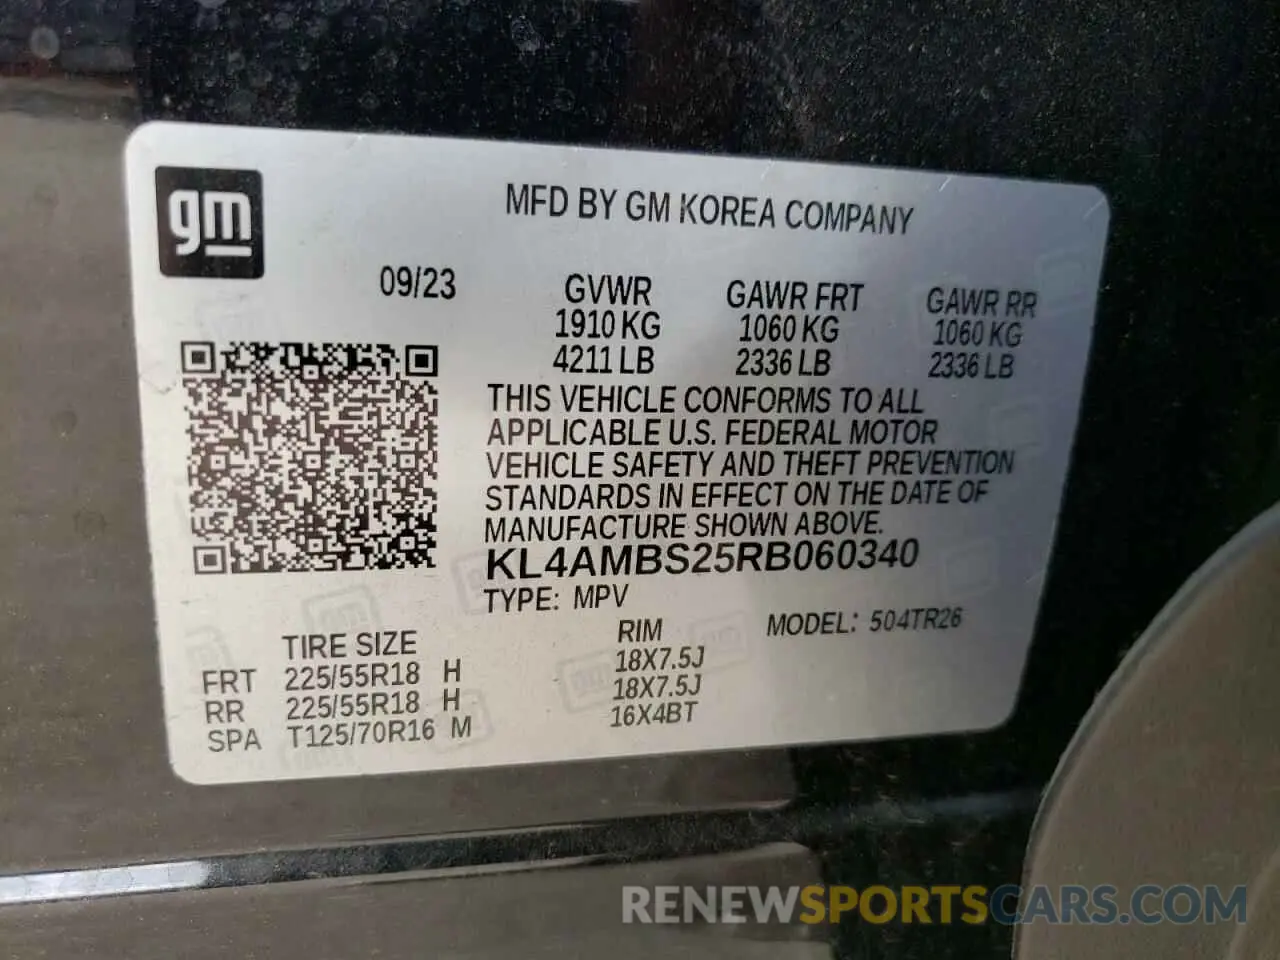 gm
MFD BY GM KOREA COMPANY
09/23 GVWR GAWR FRT GAWR RR
1910 KG 1060 KG 1060 KG
4211 LB 2336 LB 2336 LB
THIS VEHICLE CONFORMS TO ALL
APPLICABLE U.S. FEDERAL MOTOR
VEHICLE SAFETY AND THEFT PREVENTION
STANDARDS IN EFFECT ON THE DATE OF
MANUFACTURE SHOWN ABOVE.
KL4AMBS25RB060340
TYPE: MPV
MODEL: 504TR26
TIRE SIZE RIM
FRT 225/55R18 H 18X7.5J
RR 225/55R18 H 18X7.5J
SPA T125/70R16 M 16X4BT
RENEWSPORTSCARS.COM